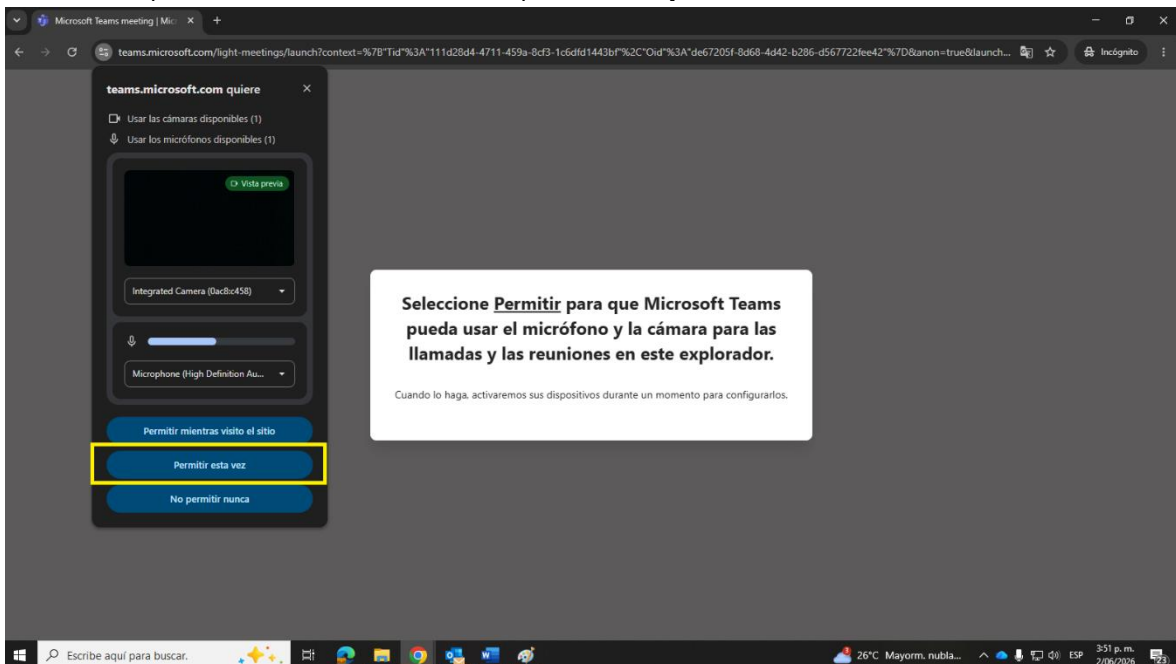 Microsoft Teams meeting | Mic
teams.microsoft.com/light-meetings/launch?context=%7B"Tid"%3A"111d28d4-4711-459a-8cf3-1c6dfd1443bf"%2C"Oid"%3A"de67205f-8d68-4d42-b286-d567722fee42"%7D&anon=true&launch...
Incógnito
teams.microsoft.com quiere
Usar las cámaras disponibles (1)
Usar los micrófonos disponibles (1)
Vista previa
Integrated Camera (0ac8:c458)
Microphone (High Definition Au...
Permitir mientras visito el sitio
Permitir esta vez
No permitir nunca
Seleccione Permitir para que Microsoft Teams
pueda usar el micrófono y la cámara para las
llamadas y las reuniones en este explorador.
Cuando lo haga, activaremos sus dispositivos durante un momento para configurarlos.
Escribe aquí para buscar.
26°C Mayorm. nubla...
ESP
3:51 p. m.
2/06/2026